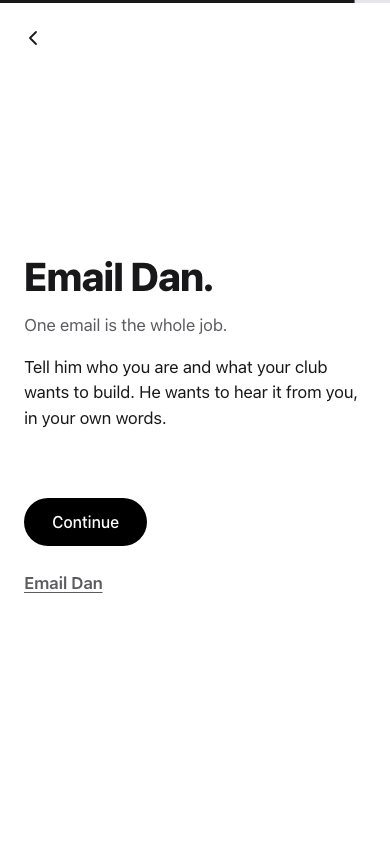 Email Dan.
One email is the whole job.
Tell him who you are and what your club
wants to build. He wants to hear it from you,
in your own words.
Continue
Email Dan